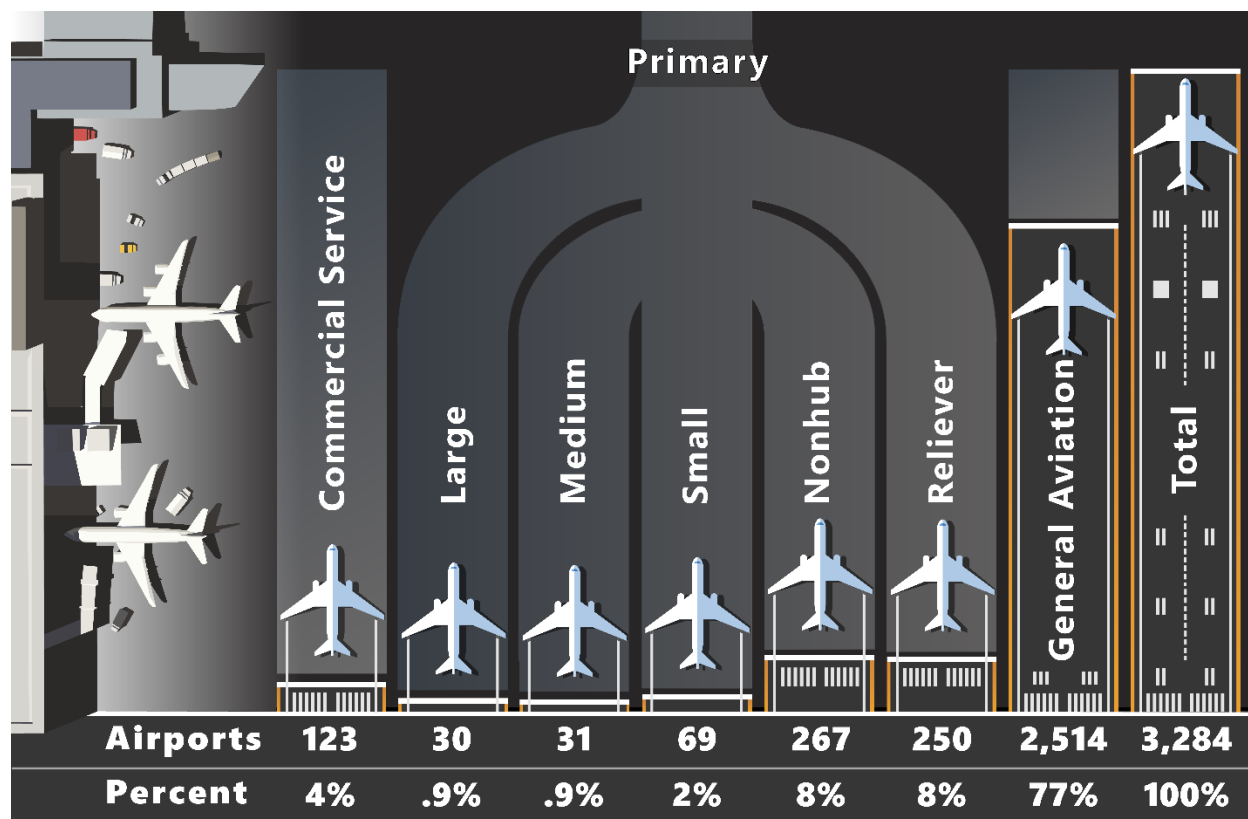 Primary
Commercial Service
Large
Medium
Small
Nonhub
Reliever
General Aviation
Total
Airports 123 30 31 69 267 250 2,514 3,284
Percent 4% .9% .9% 2% 8% 8% 77% 100%